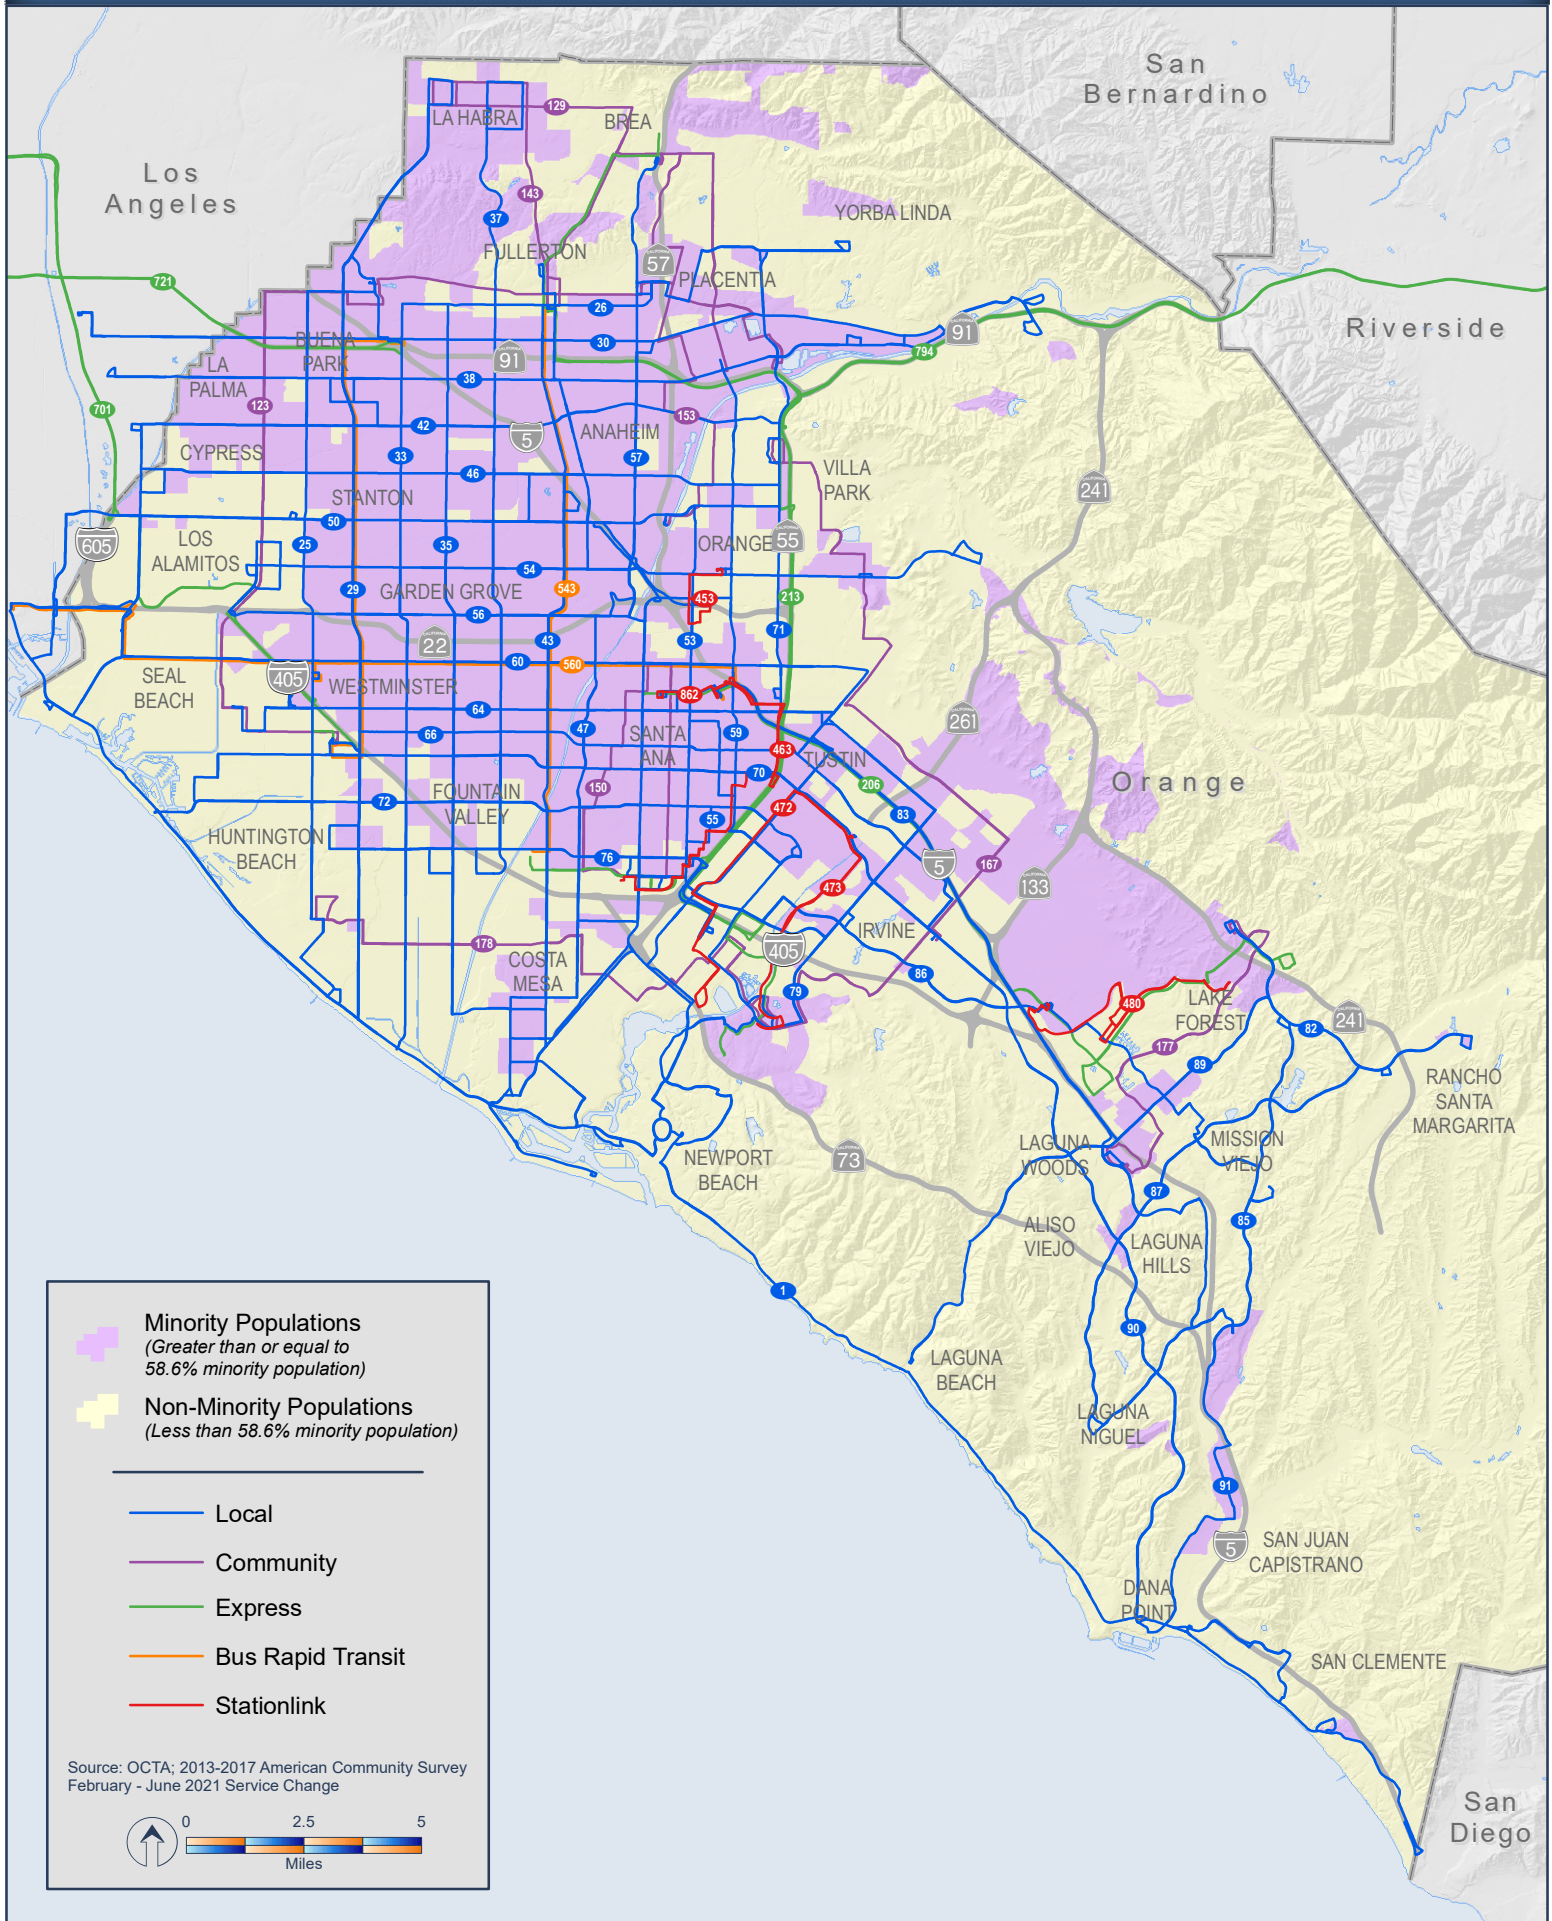 San
Bernardino
LA HABRA
129
BREA
Los
Angeles
143
37
YORBA LINDA
FULLERTON
57
PLACENTIA
721
26
Riverside
BUENA
PARK
30
91
91
794
LA
PALMA
38
123
701
153
42
5
ANAHEIM
CYPRESS
33
57
46
VILLA
PARK
STANTON
241
50
LOS
ALAMITOS
605
25
35
ORANGE
55
54
29
GARDEN GROVE
543
453
213
56
22
43
53
71
60
560
SEAL
BEACH
405
WESTMINSTER
862
64
261
66
47
SANTA
ANA
59
463
TUSTIN
70
206
Orange
150
FOUNTAIN
VALLEY
72
472
83
55
HUNTINGTON
BEACH
76
5
167
133
473
IRVINE
178
405
COSTA
MESA
86
79
480
LAKE
FOREST
241
82
177
89
RANCHO
SANTA
MARGARITA
NEWPORT
BEACH
73
LAGUNA
WOODS
MISSION
VIEJO
87
85
ALISO
VIEJO
LAGUNA
HILLS
1
90
LAGUNA
BEACH
LAGUNA
NIGUEL
91
5
SAN JUAN
CAPISTRANO
DANA
POINT
SAN CLEMENTE
San
Diego
Minority Populations
(Greater than or equal to
58.6% minority population)
Non-Minority Populations
(Less than 58.6% minority population)
Local
Community
Express
Bus Rapid Transit
Stationlink
Source: OCTA; 2013-2017 American Community Survey
February - June 2021 Service Change
0 2.5 5
Miles